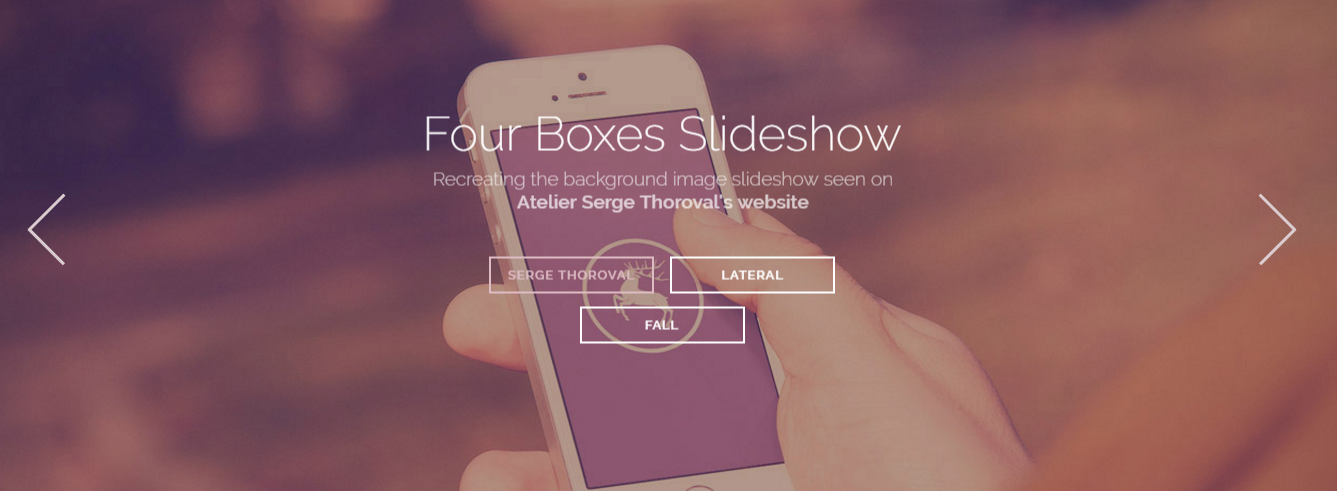 Four Boxes Slideshow
Recreating the background image slideshow seen on
Atelier Serge Thoroval's website
SERGE THOROVAL
LATERAL
FALL